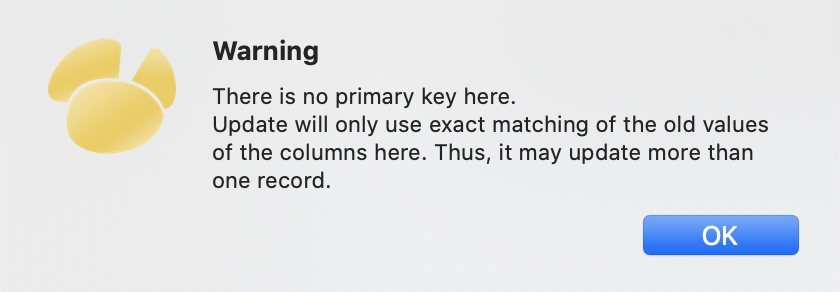 Warning
There is no primary key here.
Update will only use exact matching of the old values
of the columns here. Thus, it may update more than
one record.
OK